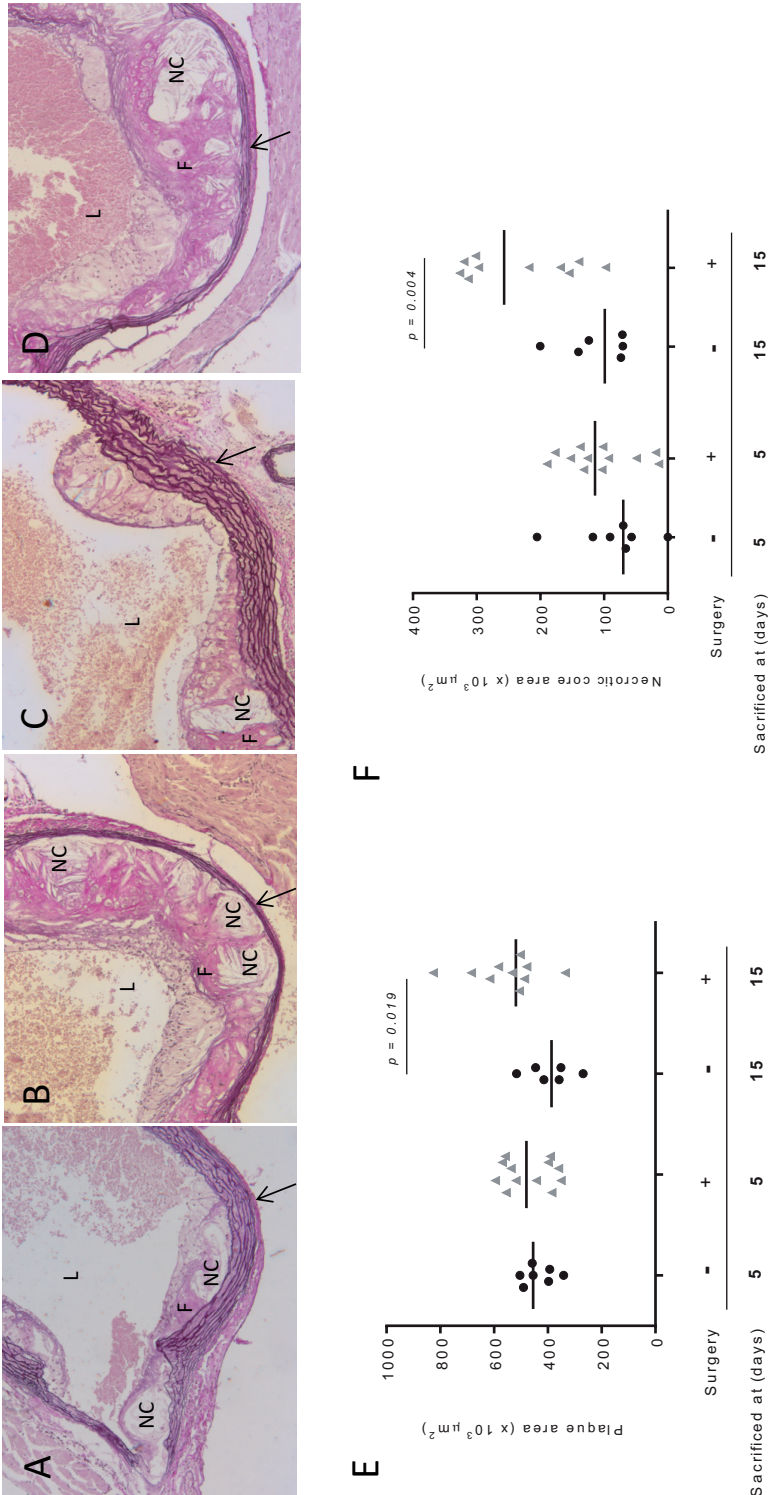 A
L
NC
F
NC
B
L
NC
F
NC
NC
C
L
F
NC
D
L
F
NC
E
Plaque area (x 10³ μm²)
1000
800
600
400
200
0
p = 0.019
Surgery - + - +
Sacrificed at (days) 5 5 15 15
F
Necrotic core area (x 10³ μm²)
400
300
200
100
0
p = 0.004
Surgery - + - +
Sacrificed at (days) 5 5 15 15